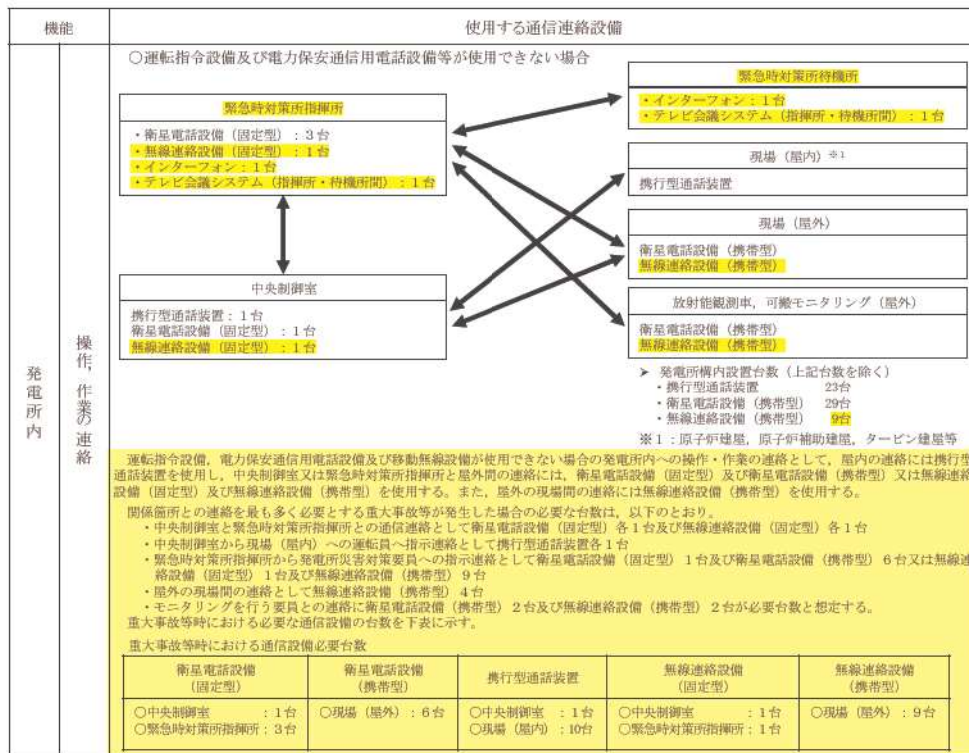 機能
使用する通信連絡設備
発電所内
操作，作業の連絡
○運転指令設備及び電力保安通信用電話設備等が使用できない場合
緊急時対策所指揮所
・衛星電話設備（固定型）：３台
・無線連絡設備（固定型）：１台
・インターフォン：１台
・テレビ会議システム（指揮所・待機所間）：１台
中央制御室
携行型通話装置：１台
衛星電話設備（固定型）：１台
無線連絡設備（固定型）：１台
緊急時対策所待機所
・インターフォン：１台
・テレビ会議システム（指揮所・待機所間）：１台
現場（屋内）※１
携行型通話装置
現場（屋外）
衛星電話設備（携帯型）
無線連絡設備（携帯型）
放射能観測車，可搬モニタリング（屋外）
衛星電話設備（携帯型）
無線連絡設備（携帯型）
➤ 発電所構内設置台数（上記台数を除く）
・携行型通話装置 23台
・衛星電話設備（携帯型） 29台
・無線連絡設備（携帯型） 9台
※１：原子炉建屋，原子炉補助建屋，タービン建屋等
運転指令設備，電力保安通信用電話設備及び移動無線設備が使用できない場合の発電所内への操作・作業の連絡として，屋内の連絡には携行型
通話装置を使用し，中央制御室又は緊急時対策所指揮所と屋外間の連絡には，衛星電話設備（固定型）及び衛星電話設備（携帯型）又は無線連絡
設備（固定型）及び無線連絡設備（携帯型）を使用する。また，屋外の現場間の連絡には無線連絡設備（携帯型）を使用する。
関係箇所との連絡を最も多く必要とする重大事故等が発生した場合の必要な台数は，以下のとおり。
・中央制御室と緊急時対策所指揮所との通信連絡として衛星電話設備（固定型）各１台及び無線連絡設備（固定型）各１台
・中央制御室から現場（屋内）への運転員へ指示連絡として携行型通話装置各１台
・緊急時対策所指揮所から発電所災害対策要員への指示連絡として衛星電話設備（固定型）１台及び衛星電話設備（携帯型）６台又は無線連
絡設備（固定型）１台及び無線連絡設備（携帯型）９台
・屋外の現場間の連絡として無線連絡設備（携帯型）４台
・モニタリングを行う要員との連絡に衛星電話設備（携帯型）２台及び無線連絡設備（携帯型）２台が必要台数と想定する。
重大事故等時における必要な通信設備の台数を下表に示す。
重大事故等時における通信設備必要台数
衛星電話設備（固定型）
衛星電話設備（携帯型）
携行型通話装置
無線連絡設備（固定型）
無線連絡設備（携帯型）
○中央制御室 ：１台
○緊急時対策所指揮所：３台
○現場（屋外）：６台
○中央制御室 ：１台
○現場（屋内）：10台
○中央制御室 ：１台
○緊急時対策所指揮所：１台
○現場（屋外）：９台